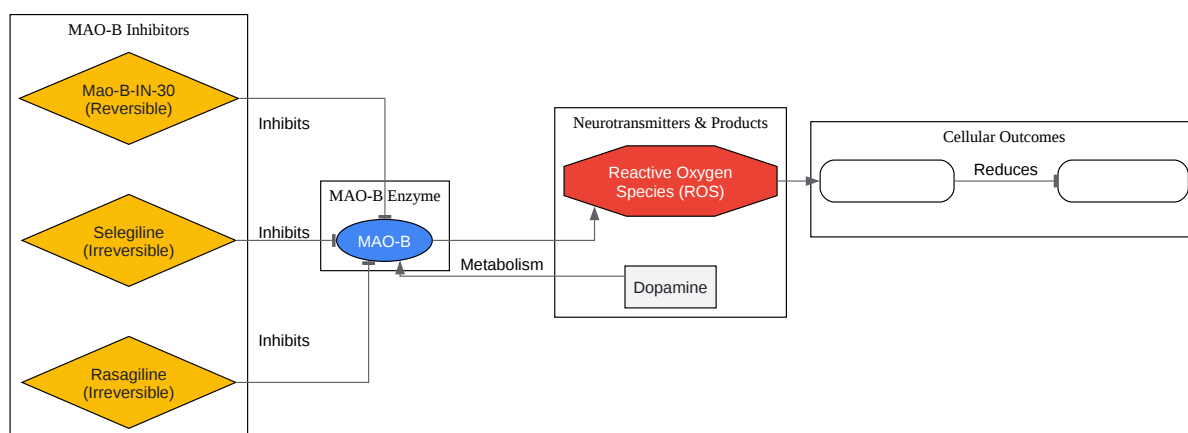 MAO-B Inhibitors
Mao-B-IN-30
(Reversible)
Inhibits
Selegiline
(Irreversible)
Inhibits
Rasagiline
(Irreversible)
Inhibits
MAO-B Enzyme
MAO-B
Metabolism
Neurotransmitters & Products
Reactive Oxygen
Species (ROS)
Dopamine
Cellular Outcomes
Reduces